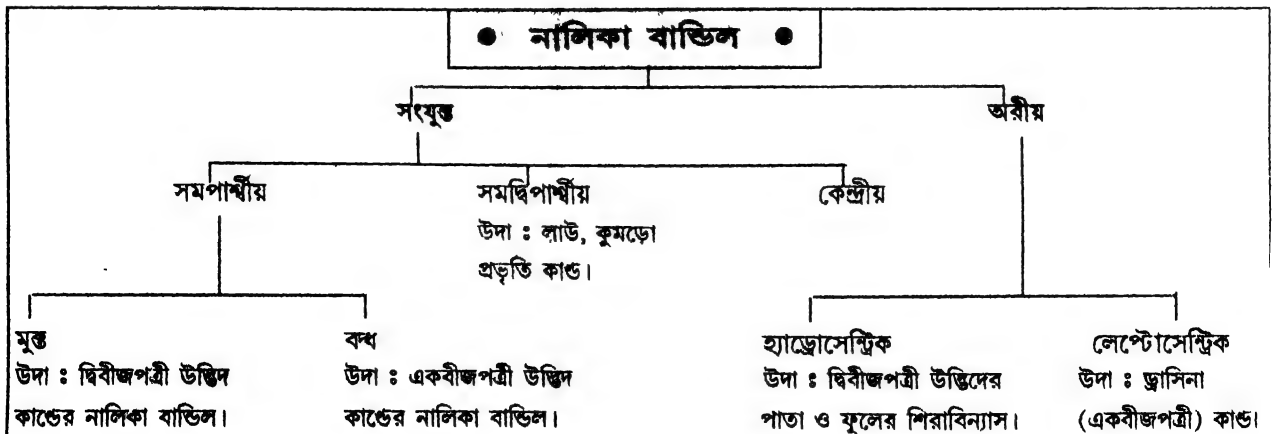 ● নালিকা বান্ডিল ●
সংযুক্ত
অরীয়
সমপার্শ্বীয়
সমদ্বিপার্শ্বীয়
উদা : লাউ, কুমড়ো
প্রভৃতি কাণ্ড।
কেন্দ্রীয়
মুক্ত
উদা : দ্বিবীজপত্রী উদ্ভিদ
কাণ্ডের নালিকা বান্ডিল।
বদ্ধ
উদা : একবীজপত্রী উদ্ভিদ
কাণ্ডের নালিকা বান্ডিল।
হ্যাড্রোসেন্ট্রিক
উদা : দ্বিবীজপত্রী উদ্ভিদের
পাতা ও ফুলের শিরাবিন্যাস।
লেপ্টোসেন্ট্রিক
উদা : ড্রাসিনা
(একবীজপত্রী) কাণ্ড।